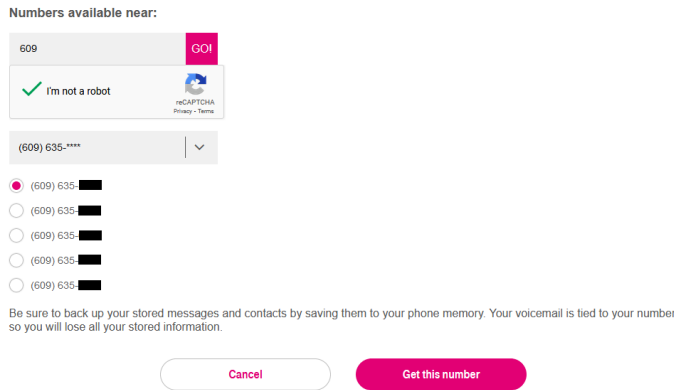 Numbers available near:
609
GO!
I'm not a robot
reCAPTCHA
Privacy - Terms
(609) 635-****
(609) 635-
(609) 635-
(609) 635-
(609) 635-
(609) 635-
Be sure to back up your stored messages and contacts by saving them to your phone memory. Your voicemail is tied to your number
so you will lose all your stored information.
Cancel
Get this number